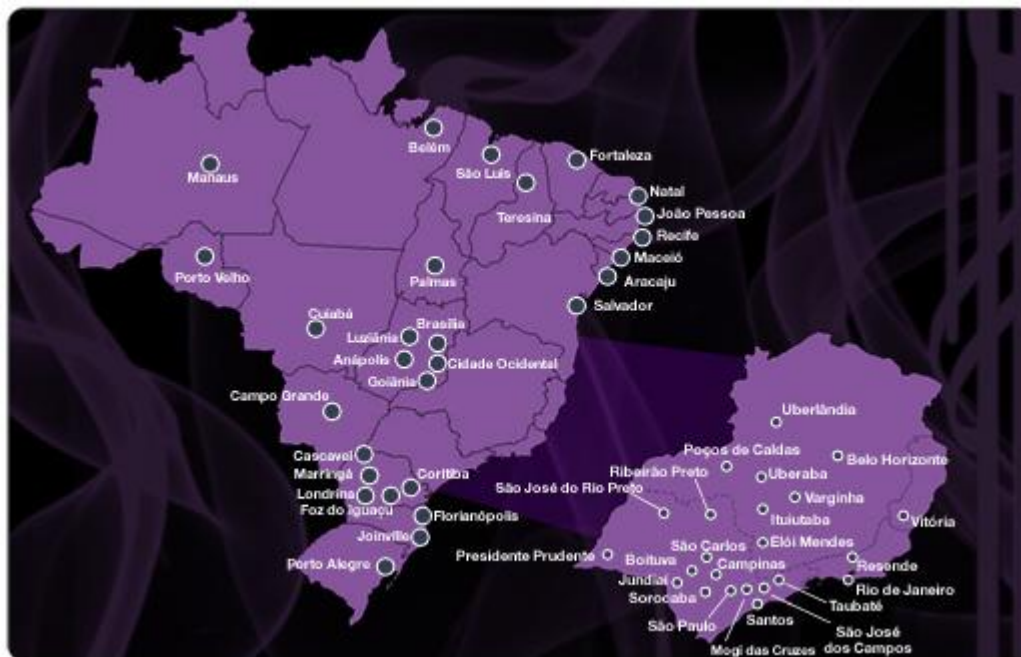 Belém
Manaus
São Luis
Fortaleza
Teresina
Natal
João Pessoa
Recife
Maceió
Aracaju
Salvador
Porto Velho
Palmas
Cuiabá
Luziânia
Brasília
Anápolis
Cidade Ocidental
Goiânia
Campo Grande
Cascavel
Marringá
Coritiba
Londrina
Foz do Iguaçu
Florianópolis
Joinville
Porto Alegre
Uberlândia
Poços de Caldas
Belo Horizonte
Ribeirão Preto
Uberaba
São José do Rio Preto
Varginha
Ituiutaba
Vitória
Elói Mendes
São Carlos
Presidente Prudente
Boituva
Campinas
Resende
Jundiaí
Rio de Janeiro
Sorocaba
Taubaté
São Paulo
Santos
São José
dos Campos
Mogi das Cruzes